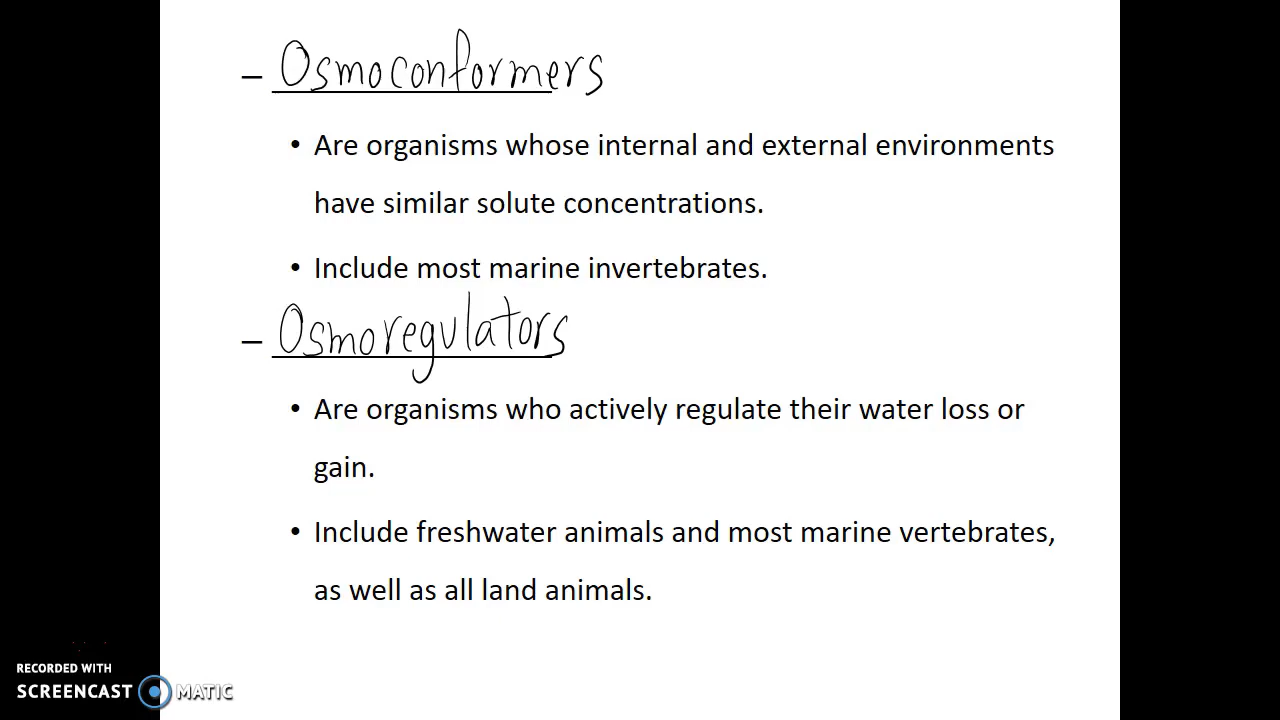 – Osmoconformers
• Are organisms whose internal and external environments
have similar solute concentrations.
• Include most marine invertebrates.
– Osmoregulators
• Are organisms who actively regulate their water loss or
gain.
• Include freshwater animals and most marine vertebrates,
as well as all land animals.
RECORDED WITH
SCREENCAST MATIC